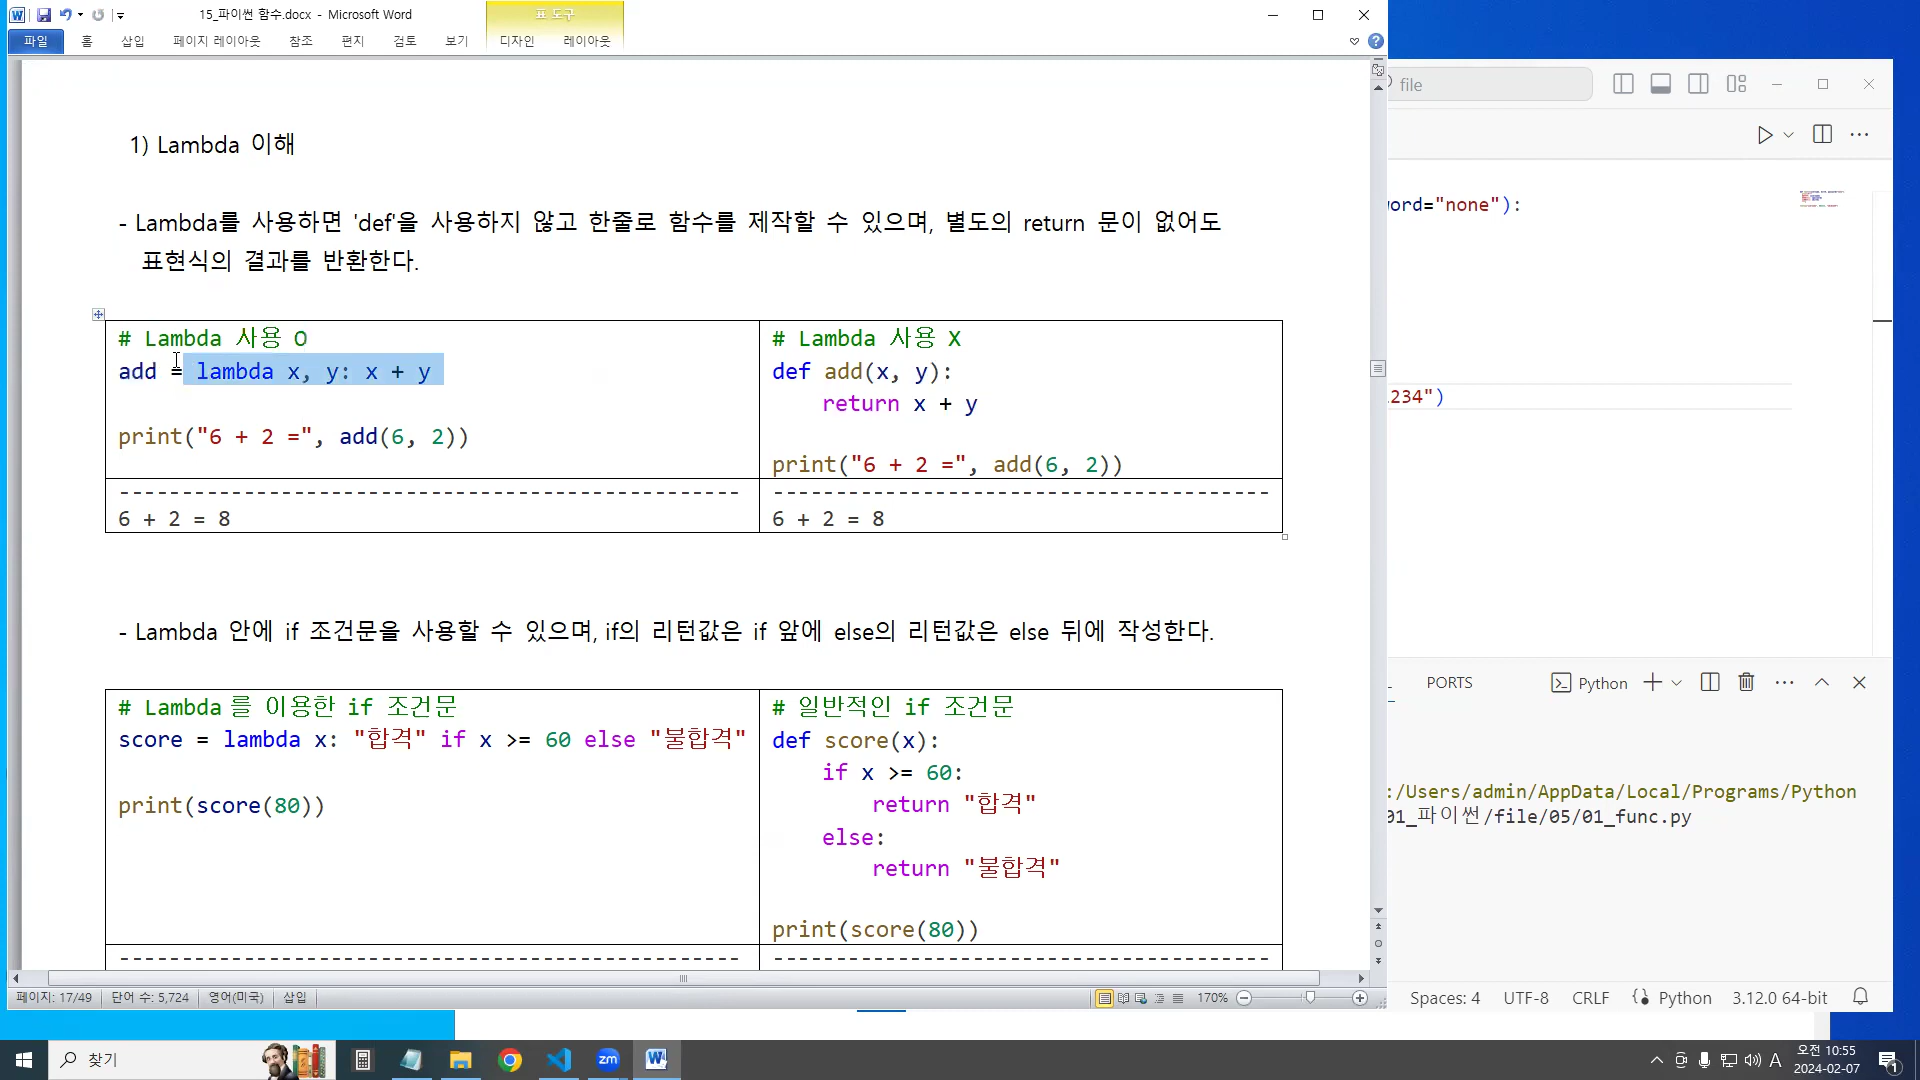 15_파이썬 함수.docx - Microsoft Word
표 도구
파일 홈 삽입 페이지 레이아웃 참조 편지 검토 보기 디자인 레이아웃
1) Lambda 이해
- Lambda를 사용하면 'def'을 사용하지 않고 한줄로 함수를 제작할 수 있으며, 별도의 return 문이 없어도
표현식의 결과를 반환한다.
# Lambda 사용 O
add = lambda x, y: x + y
print("6 + 2 =", add(6, 2))
--------------------------------------------------
6 + 2 = 8
# Lambda 사용 X
def add(x, y):
return x + y
print("6 + 2 =", add(6, 2))
----------------------------------------
6 + 2 = 8
- Lambda 안에 if 조건문을 사용할 수 있으며, if의 리턴값은 if 앞에 else의 리턴값은 else 뒤에 작성한다.
# Lambda를 이용한 if 조건문
score = lambda x: "합격" if x >= 60 else "불합격"
print(score(80))
--------------------------------------------------
# 일반적인 if 조건문
def score(x):
if x >= 60:
return "합격"
else:
return "불합격"
print(score(80))
----------------------------------------
페이지: 17/49 단어 수: 5,724 영어(미국) 삽입 170%
file
word="none"):
1234")
PORTS Python
:/Users/admin/AppData/Local/Programs/Python
01_파이썬/file/05/01_func.py
Spaces: 4 UTF-8 CRLF Python 3.12.0 64-bit
찾기
zm
A
오전 10:55
2024-02-07
1